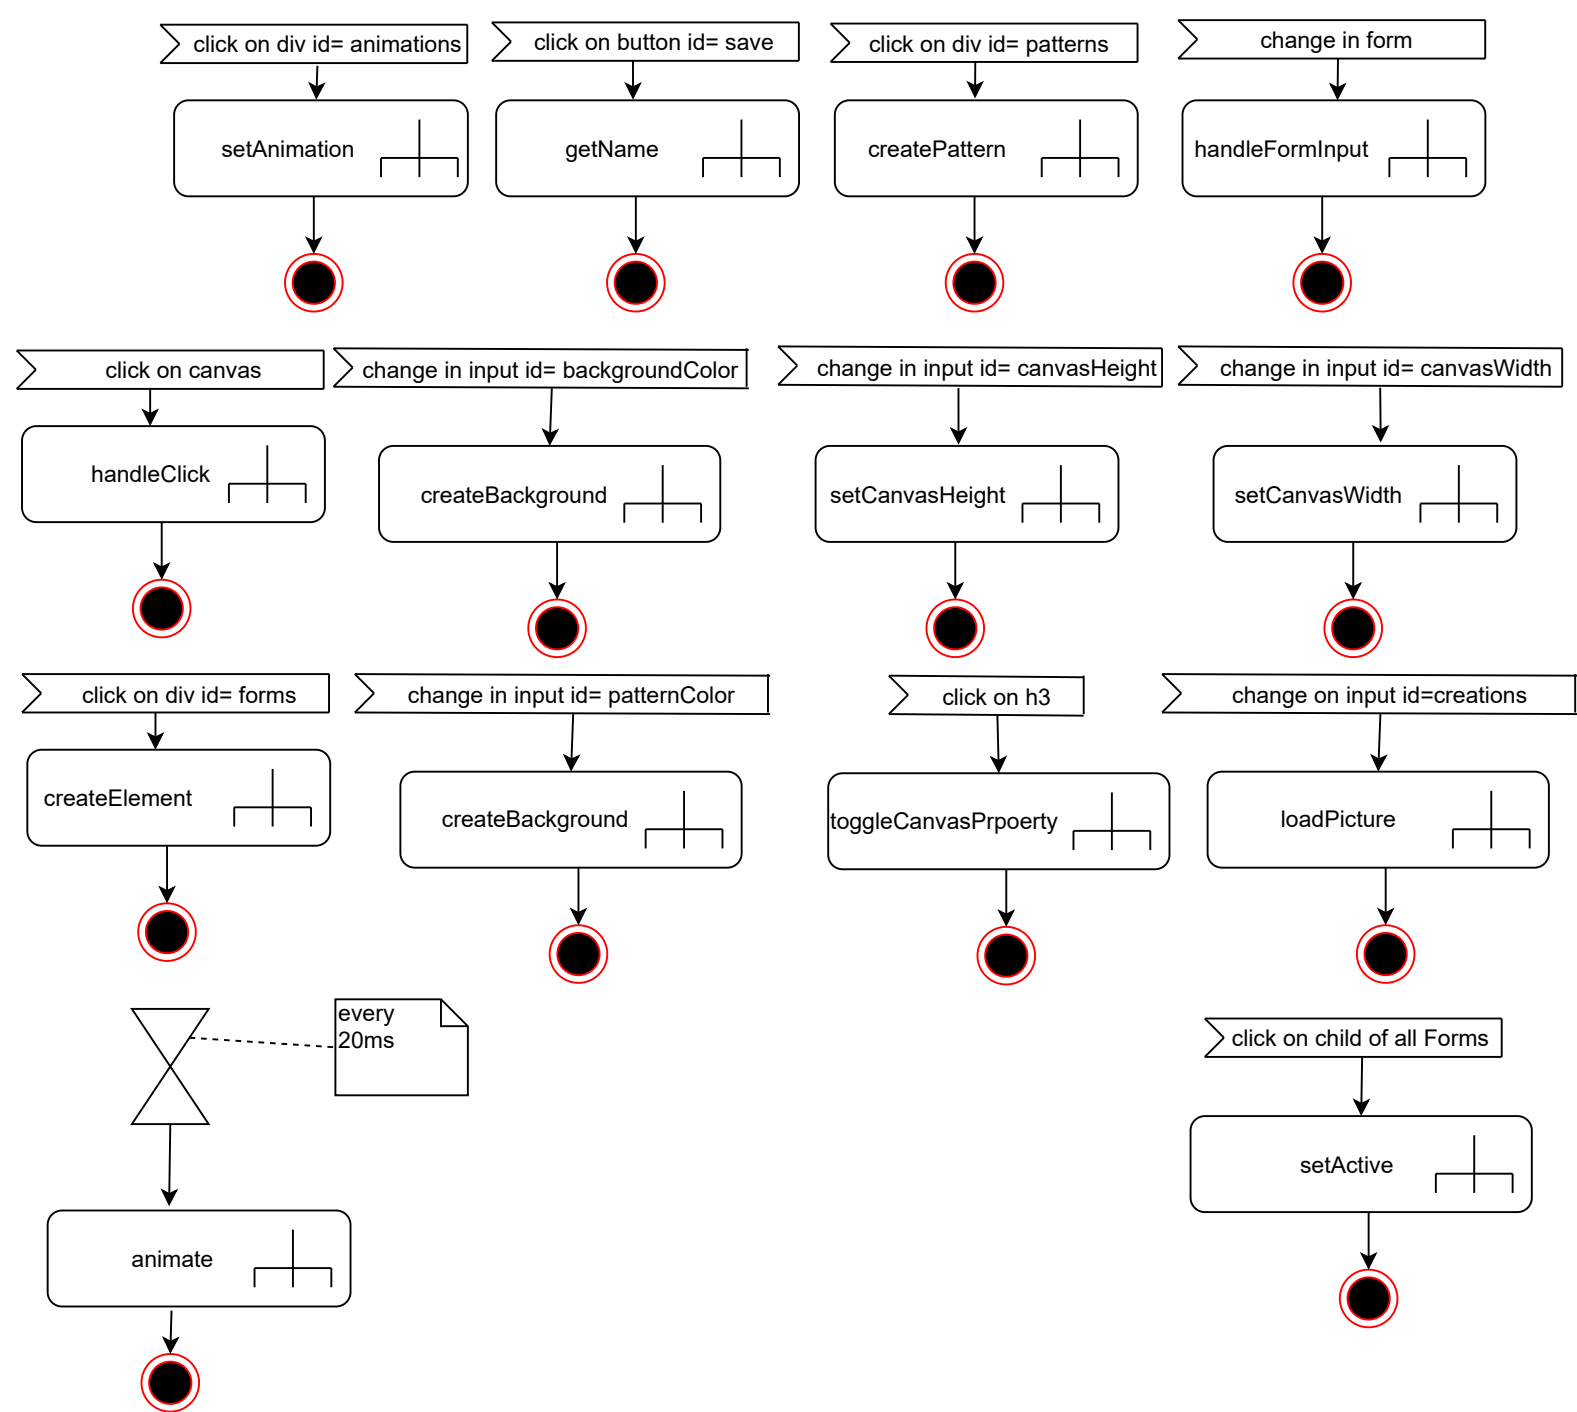 click on div id= animations
click on button id= save
click on div id= patterns
change in form
setAnimation
getName
createPattern
handleFormInput
click on canvas
change in input id= backgroundColor
change in input id= canvasHeight
change in input id= canvasWidth
handleClick
createBackground
setCanvasHeight
setCanvasWidth
click on div id= forms
change in input id= patternColor
click on h3
change on input id=creations
createElement
createBackground
toggleCanvasPrpoerty
loadPicture
every
20ms
click on child of all Forms
setActive
animate